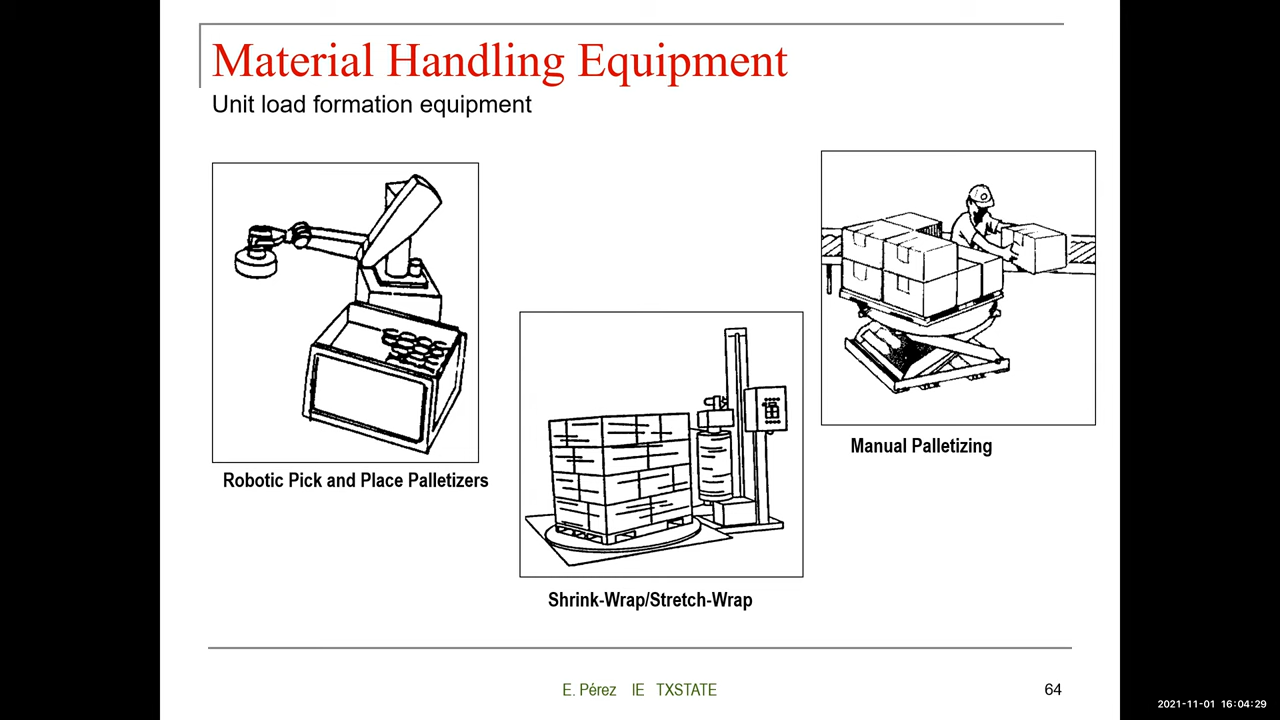 Material Handling Equipment
Unit load formation equipment
Robotic Pick and Place Palletizers
Manual Palletizing
Shrink-Wrap/Stretch-Wrap
E. Pérez IE TXSTATE
64
2021-11-01 16:04:29